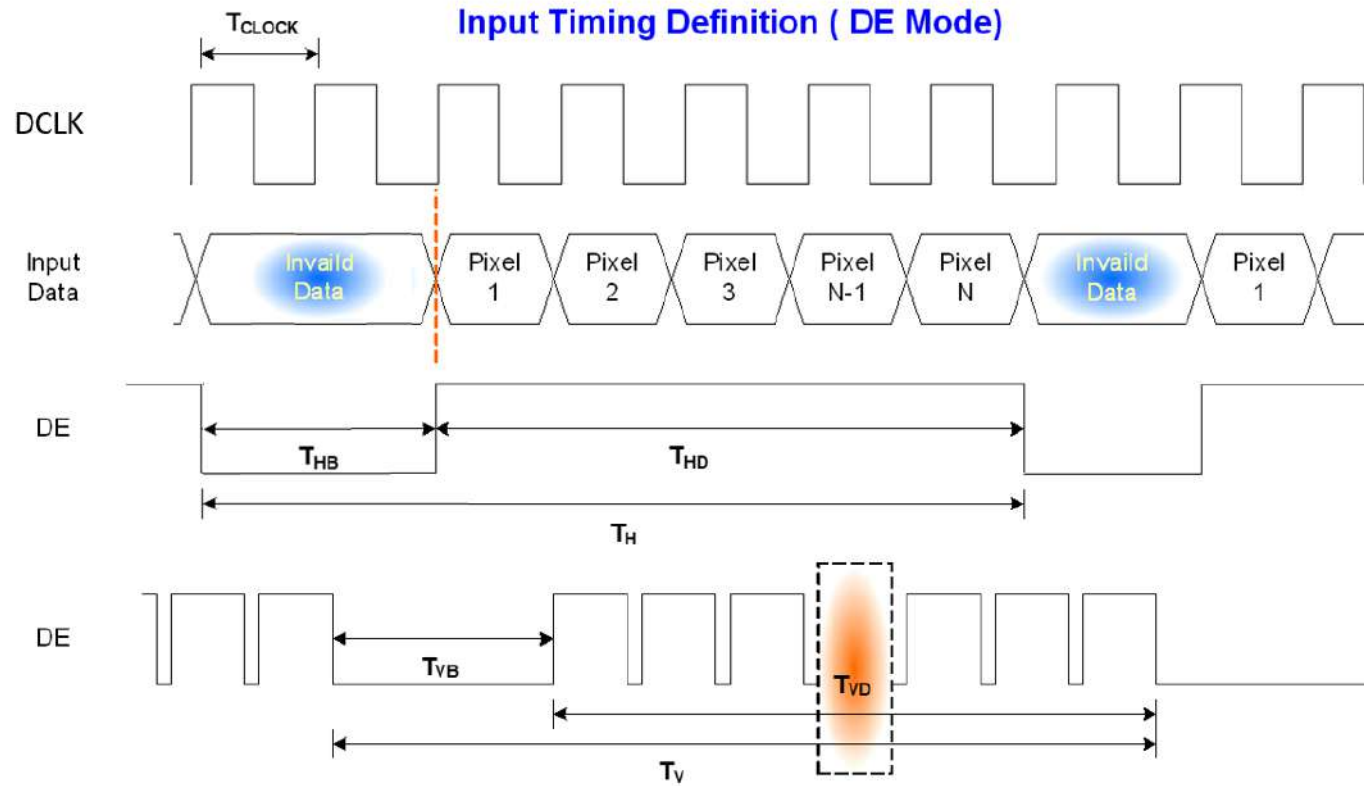 Input Timing Definition ( DE Mode)
TCLOCK
DCLK
Input
Data
Invaild
Data
Pixel
1
Pixel
2
Pixel
3
Pixel
N-1
Pixel
N
Invaild
Data
Pixel
1
DE
THB
THD
TH
DE
TVB
TVD
TV